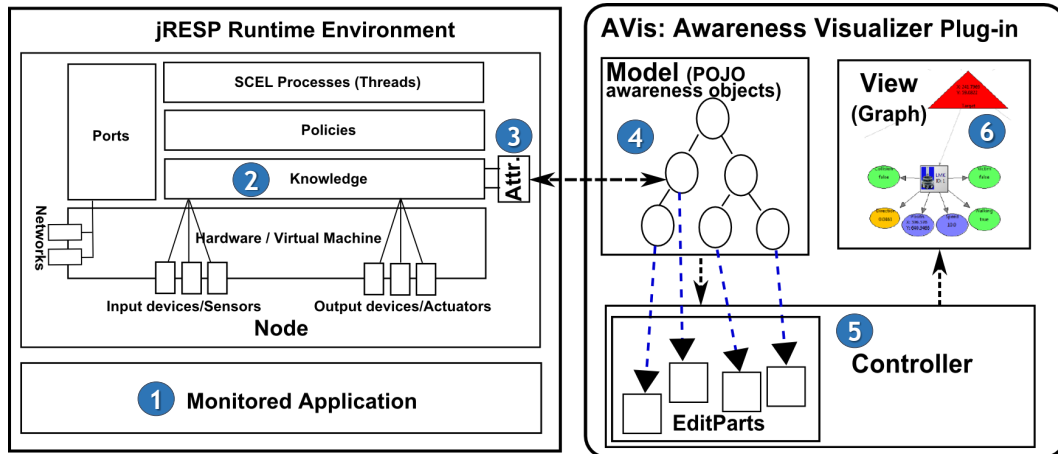 jRESP Runtime Environment
SCEL Processes (Threads)
Ports
Policies
3
2
Knowledge
Attr.
Networks
Hardware / Virtual Machine
Input devices/Sensors
Output devices/Actuators
Node
1
Monitored Application
AVis: Awareness Visualizer Plug-in
Model (POJO
awareness objects)
4
View
(Graph)
6
5
Controller
EditParts